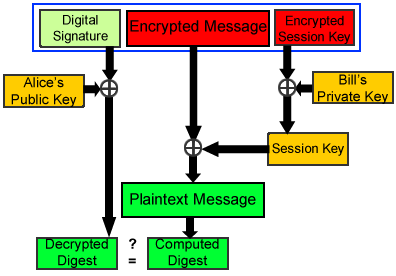 Digital
Signature
Encrypted Message
Encrypted
Session Key
Alice's
Public Key
Bill's
Private Key
Session Key
Plaintext Message
Decrypted
Digest
?
=
Computed
Digest